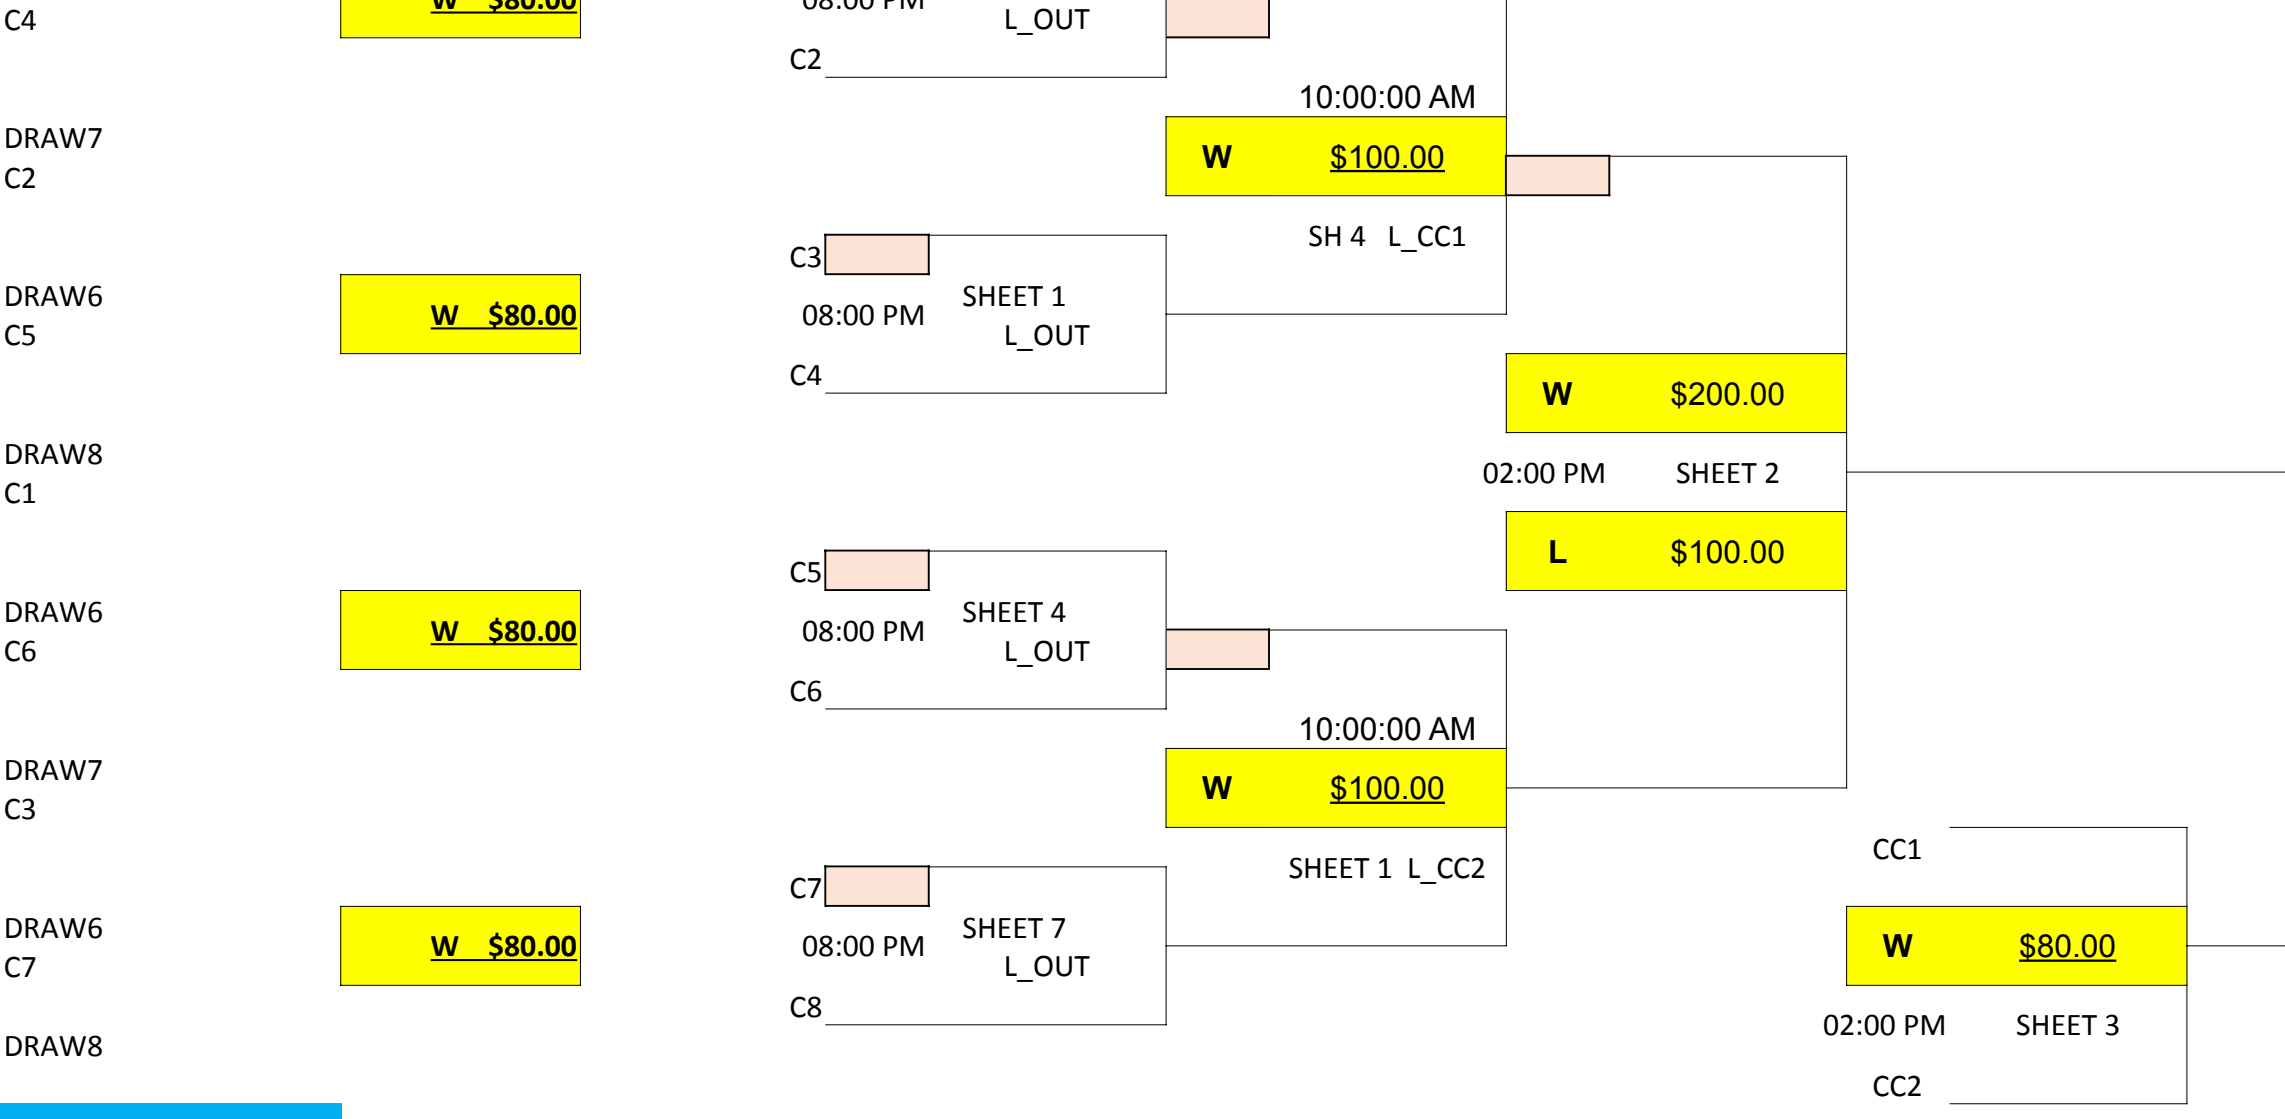 W $80.00
08:00 PM
C4
L_OUT
C2
10:00:00 AM
DRAW7
W $100.00
C2
SH 4 L_CC1
C3
DRAW6
SHEET 1
W $80.00
08:00 PM
C5
L_OUT
C4
W $200.00
DRAW8
02:00 PM SHEET 2
C1
L $100.00
C5
DRAW6
SHEET 4
W $80.00
08:00 PM
C6
L_OUT
C6
10:00:00 AM
DRAW7
W $100.00
C3
CC1
SHEET 1 L_CC2
C7
DRAW6
SHEET 7
W $80.00
08:00 PM
W $80.00
C7
L_OUT
C8
02:00 PM SHEET 3
DRAW8
CC2